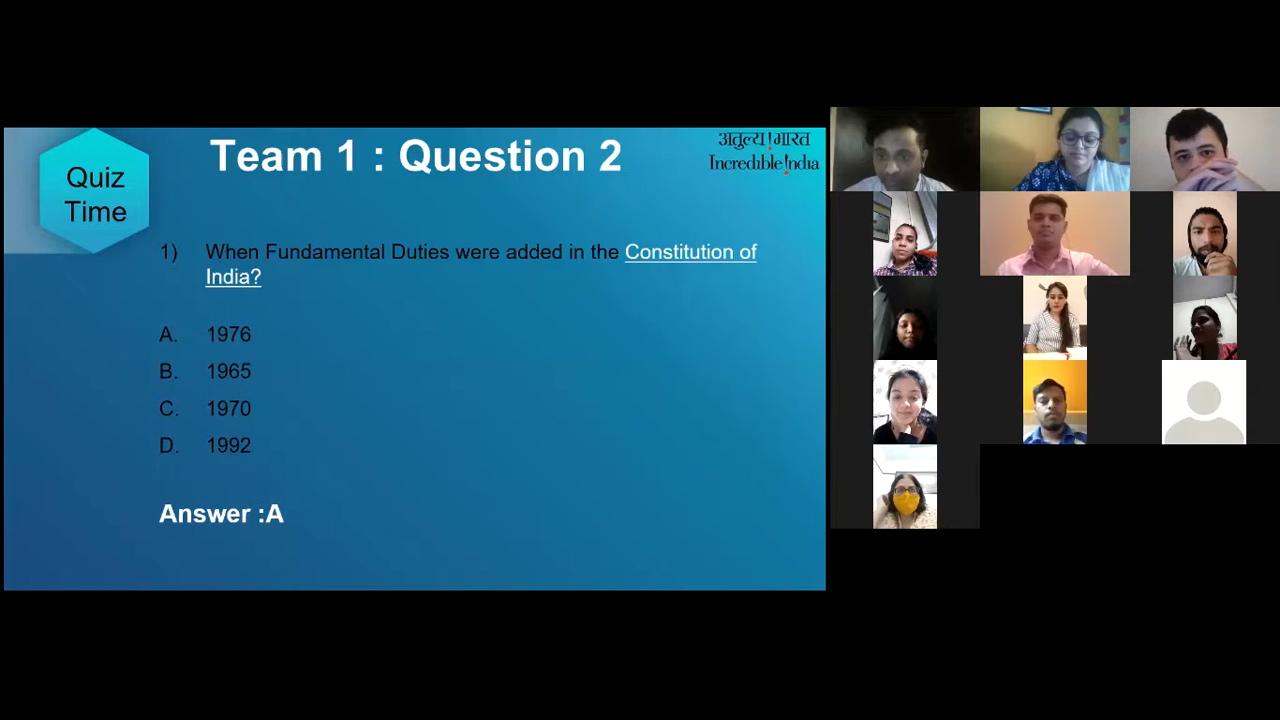 Quiz
Time
Team 1 : Question 2
अतुल्य ! भारत
Incredible !ndia
1) When Fundamental Duties were added in the Constitution of
India?
A. 1976
B. 1965
C. 1970
D. 1992
Answer :A